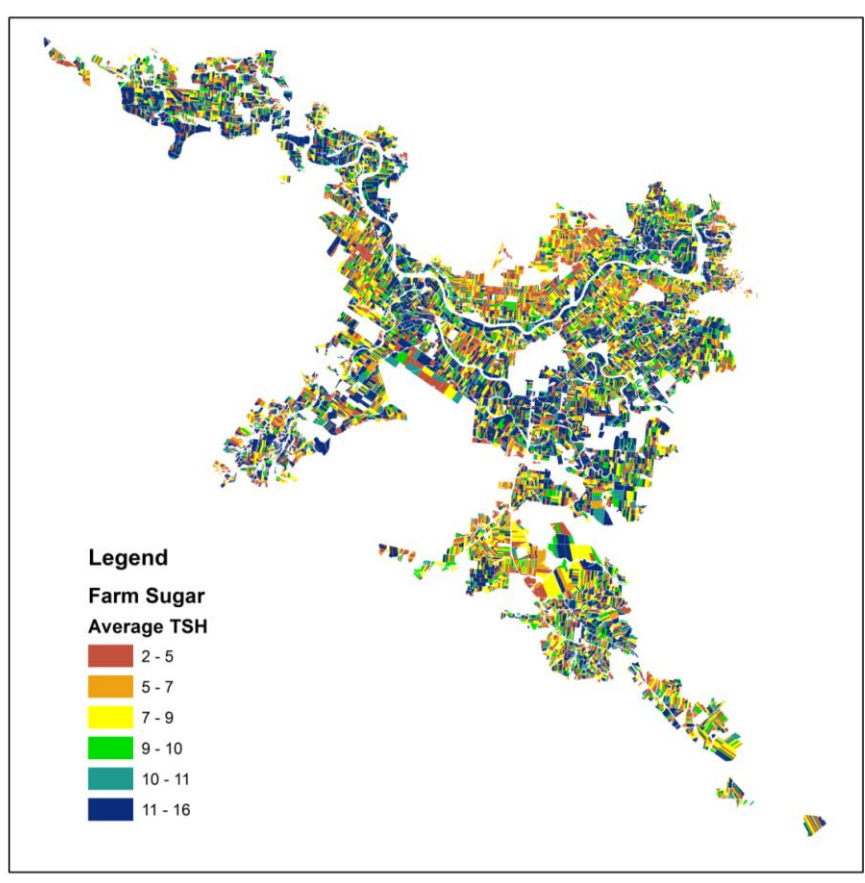 Legend
Farm Sugar
Average TSH
2 - 5
5 - 7
7 - 9
9 - 10
10 - 11
11 - 16